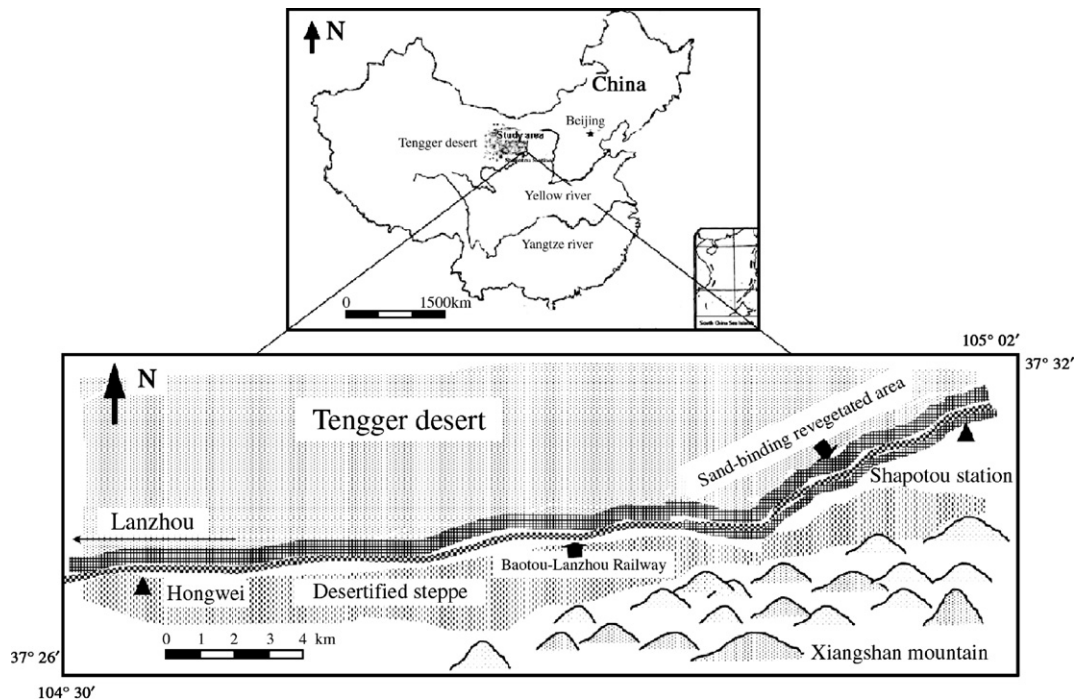 N
China
Beijing
Tengger desert
Study area
Yellow river
Yangtze river
0 1500km
South China Sea Islands
105° 02′
37° 32′
N
Tengger desert
Sand-binding revegetated area
Shapotou station
Lanzhou
Baotou-Lanzhou Railway
Hongwei
Desertified steppe
0 1 2 3 4 km
Xiangshan mountain
37° 26′
104° 30′